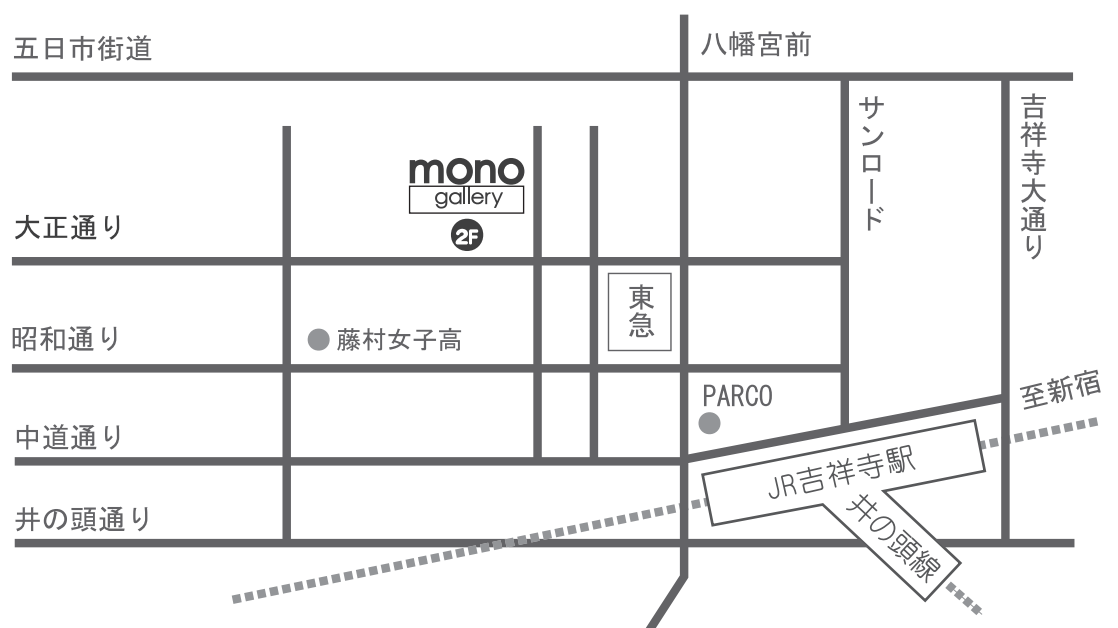 五日市街道
八幡宮前
サンロード
吉祥寺大通り
mono
gallery
2F
大正通り
東急
昭和通り
藤村女子高
PARCO
至新宿
中道通り
JR吉祥寺駅
井の頭通り
井の頭線